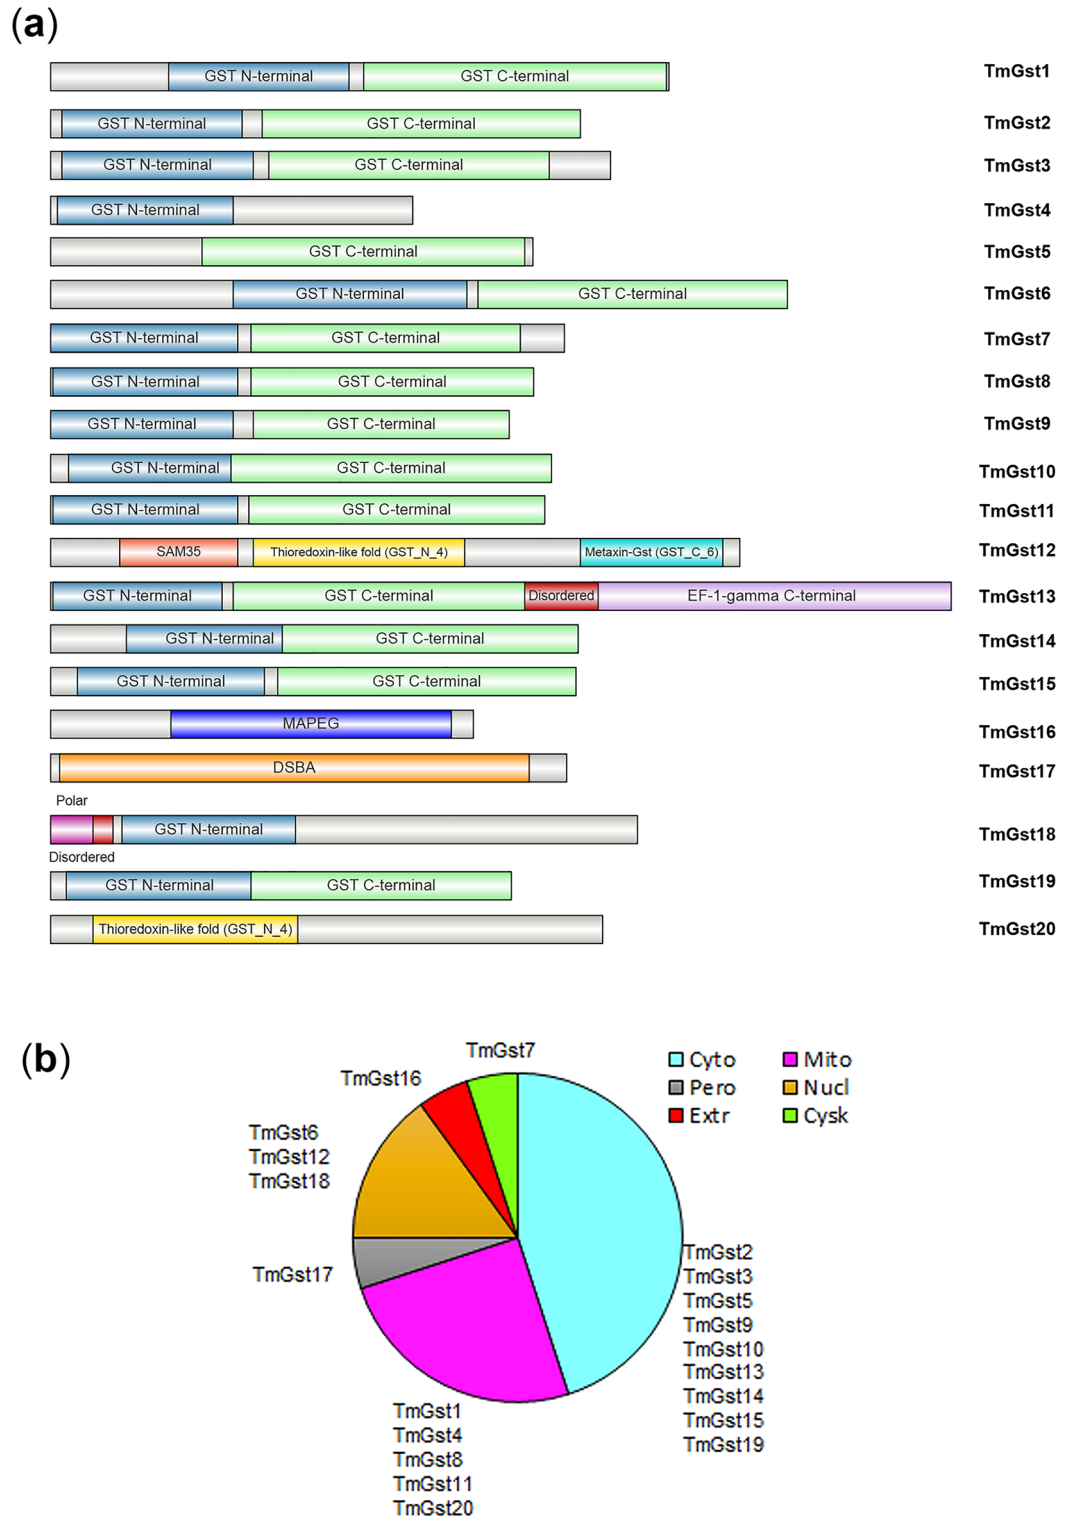 (a)
GST N-terminal GST C-terminal TmGst1
GST N-terminal GST C-terminal TmGst2
GST N-terminal GST C-terminal TmGst3
GST N-terminal TmGst4
GST C-terminal TmGst5
GST N-terminal GST C-terminal TmGst6
GST N-terminal GST C-terminal TmGst7
GST N-terminal GST C-terminal TmGst8
GST N-terminal GST C-terminal TmGst9
GST N-terminal GST C-terminal TmGst10
GST N-terminal GST C-terminal TmGst11
SAM35 Thioredoxin-like fold (GST_N_4) Metaxin-Gst (GST_C_6) TmGst12
GST N-terminal GST C-terminal Disordered EF-1-gamma C-terminal TmGst13
GST N-terminal GST C-terminal TmGst14
GST N-terminal GST C-terminal TmGst15
MAPEG TmGst16
DSBA TmGst17
Polar
GST N-terminal TmGst18
Disordered
GST N-terminal GST C-terminal TmGst19
Thioredoxin-like fold (GST_N_4) TmGst20
(b)
TmGst7
Cyto Mito
TmGst16
Pero Nucl
Extr Cysk
TmGst6
TmGst12
TmGst18
TmGst17
TmGst2
TmGst3
TmGst5
TmGst9
TmGst10
TmGst13
TmGst14
TmGst15
TmGst19
TmGst1
TmGst4
TmGst8
TmGst11
TmGst20